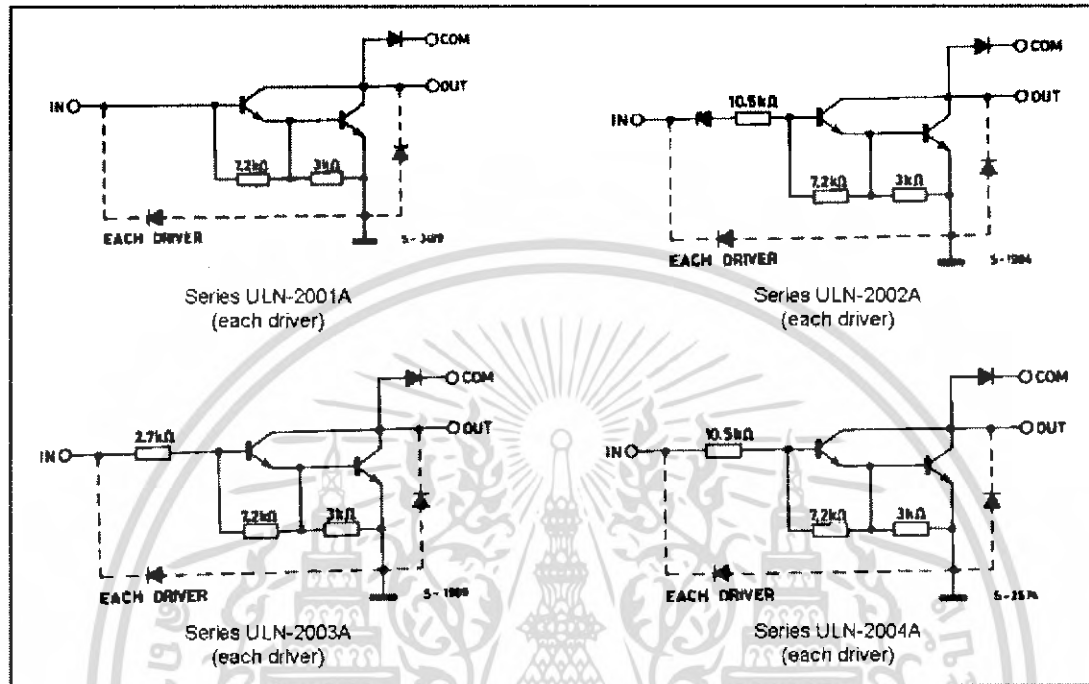 COM
OUT
IN
7.2kΩ 3kΩ
EACH DRIVER
Series ULN-2001A
(each driver)
COM
OUT
IN
10.5kΩ
7.2kΩ 3kΩ
EACH DRIVER S-1984
Series ULN-2002A
(each driver)
COM
OUT
IN
2.7kΩ
7.2kΩ 3kΩ
EACH DRIVER
Series ULN-2003A
(each driver)
COM
OUT
IN
10.5kΩ
7.2kΩ 3kΩ
EACH DRIVER
Series ULN-2004A
(each driver)